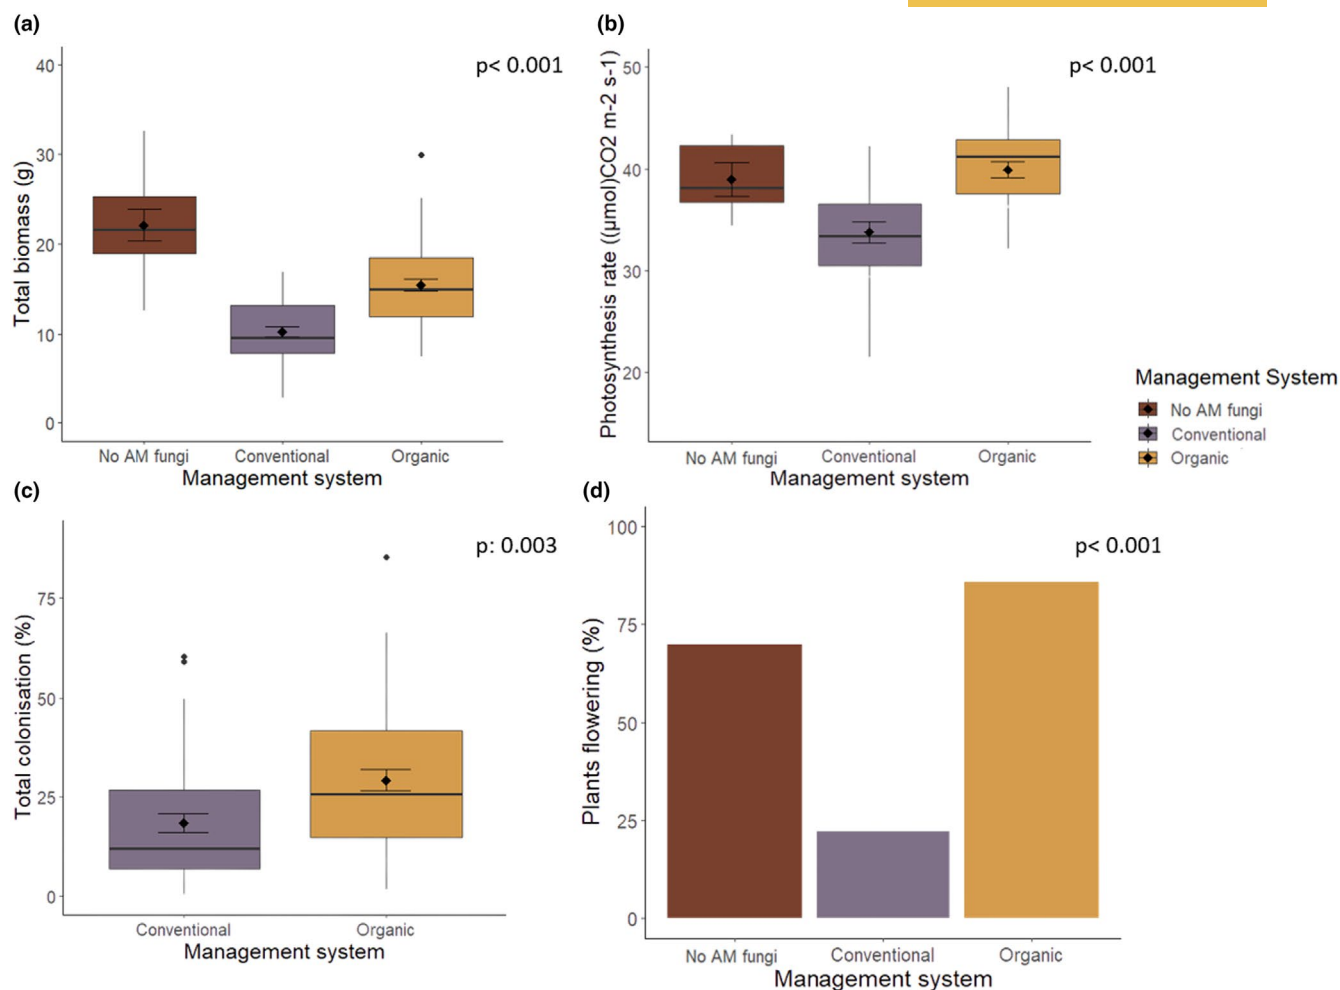 (a)
p< 0.001
40
30
20
10
0
Total biomass (g)
No AM fungi Conventional Organic
Management system
(b)
p< 0.001
50
40
30
20
Photosynthesis rate ((μmol)CO2 m-2 s-1)
No AM fungi Conventional Organic
Management system
Management System
No AM fungi
Conventional
Organic
(c)
p: 0.003
75
50
25
0
Total colonisation (%)
Conventional Organic
Management system
(d)
p< 0.001
100
75
50
25
0
Plants flowering (%)
No AM fungi Conventional Organic
Management system